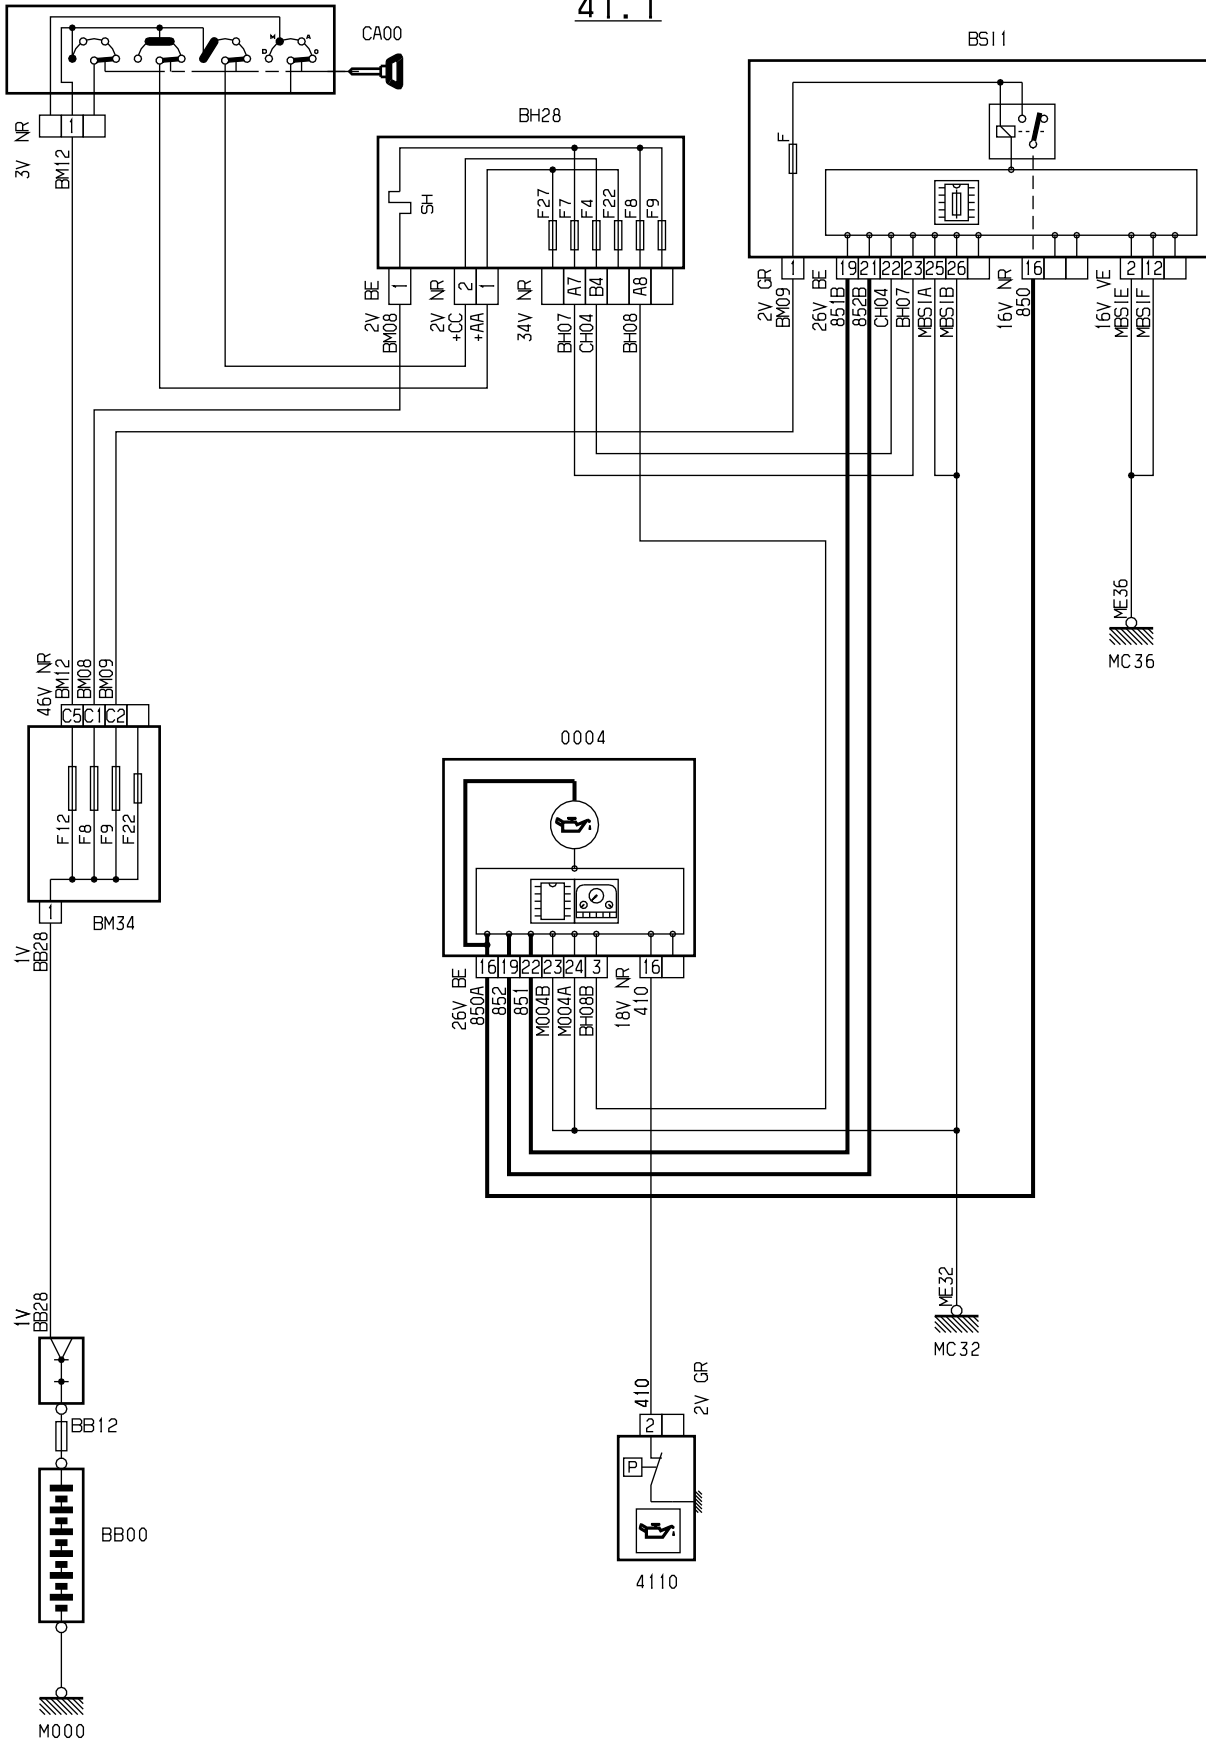 41.1
CA00
M
A
D
O
3V NR
1
BM12
BH28
SH
F27
F7
F4
F22
F8
F9
2V BE
1
BM08
2V NR
2
1
+CC
+AA
34V NR
A7
B4
A8
BH07
CH04
BH08
BSI1
F
2V GR
1
BM09
26V BE
19
21
22
23
25
26
851B
852B
CH04
BH07
MBSIA
MBSIB
16V NR
16
850
16V VE
2
12
MBSIE
MBSIF
ME36
MC36
46V NR
BM12
BM08
BM09
C5
C1
C2
F12
F8
F9
F22
1
BM34
1V
BB28
0004
26V BE
16
19
22
23
24
3
850A
852
851
M004B
M004A
BH08B
18V NR
16
410
ME32
MC32
1V
BB28
BB12
BB00
M000
410
2V GR
2
P
4110